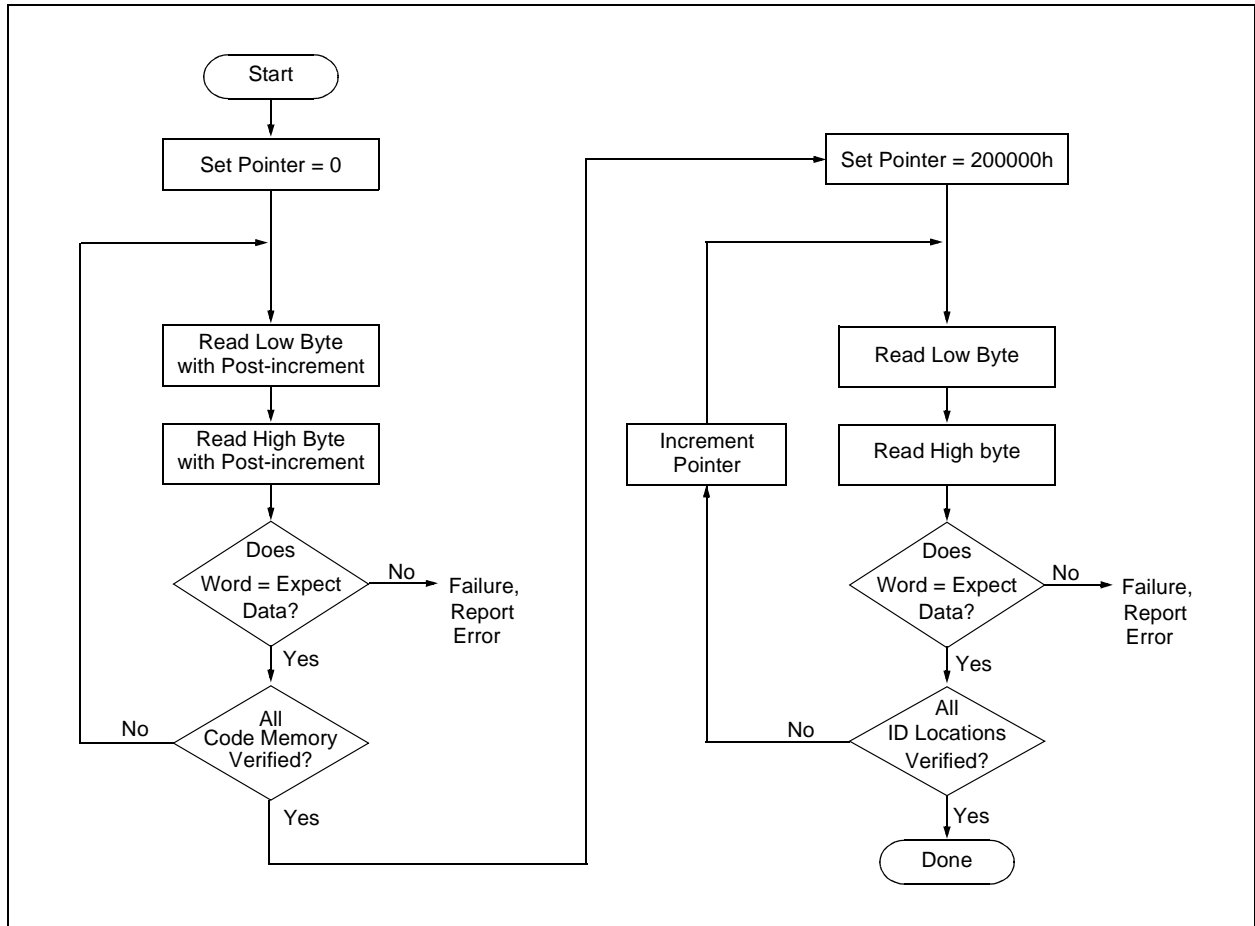 Start
Set Pointer = 0
Read Low Byte
with Post-increment
Read High Byte
with Post-increment
Does
Word = Expect
Data?
No
Failure,
Report
Error
Yes
All
Code Memory
Verified?
No
Yes
Set Pointer = 200000h
Read Low Byte
Read High byte
Increment
Pointer
Does
Word = Expect
Data?
No
Failure,
Report
Error
Yes
All
ID Locations
Verified?
No
Yes
Done